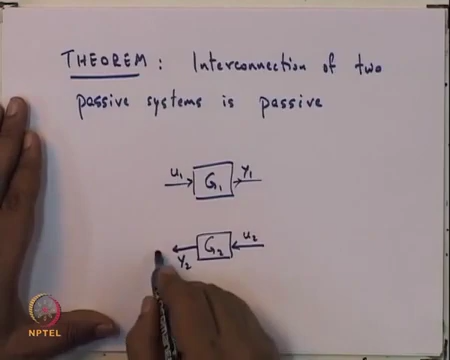 THEOREM : Interconnection of two
passive systems is passive
u1 G1 y1
G2 u2
y2
NPTEL